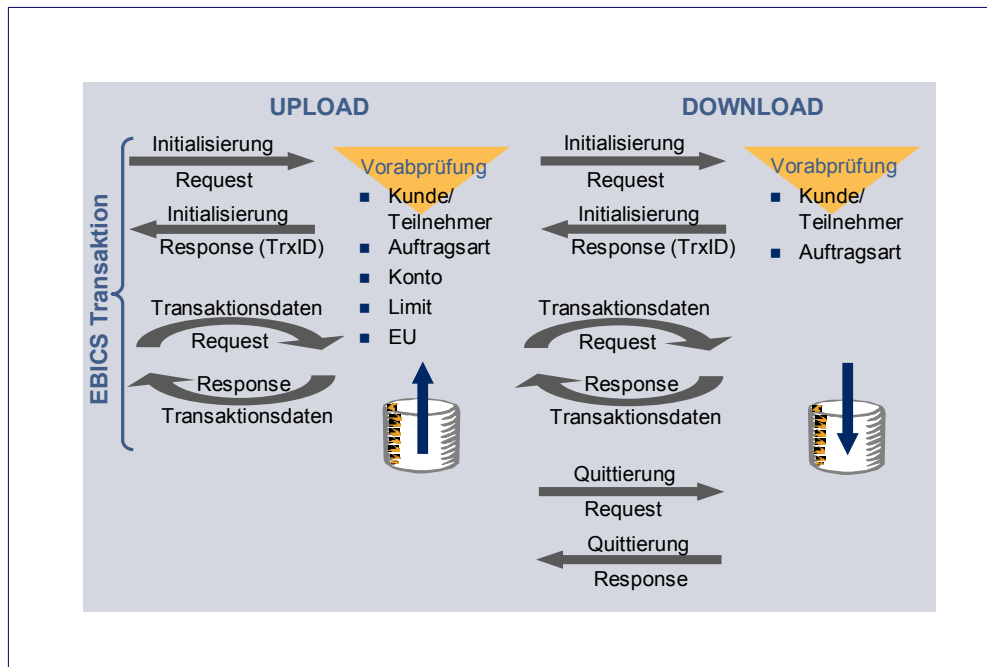 UPLOAD
Initialisierung
Request
Initialisierung
Response (TrxID)
Transaktionsdaten
Request
Response
Transaktionsdaten
EBICS Transaktion
Vorabprüfung
Kunde/
Teilnehmer
Auftragsart
Konto
Limit
EU
DOWNLOAD
Initialisierung
Request
Initialisierung
Response (TrxID)
Transaktionsdaten
Request
Response
Transaktionsdaten
Quittierung
Request
Quittierung
Response
Vorabprüfung
Kunde/
Teilnehmer
Auftragsart